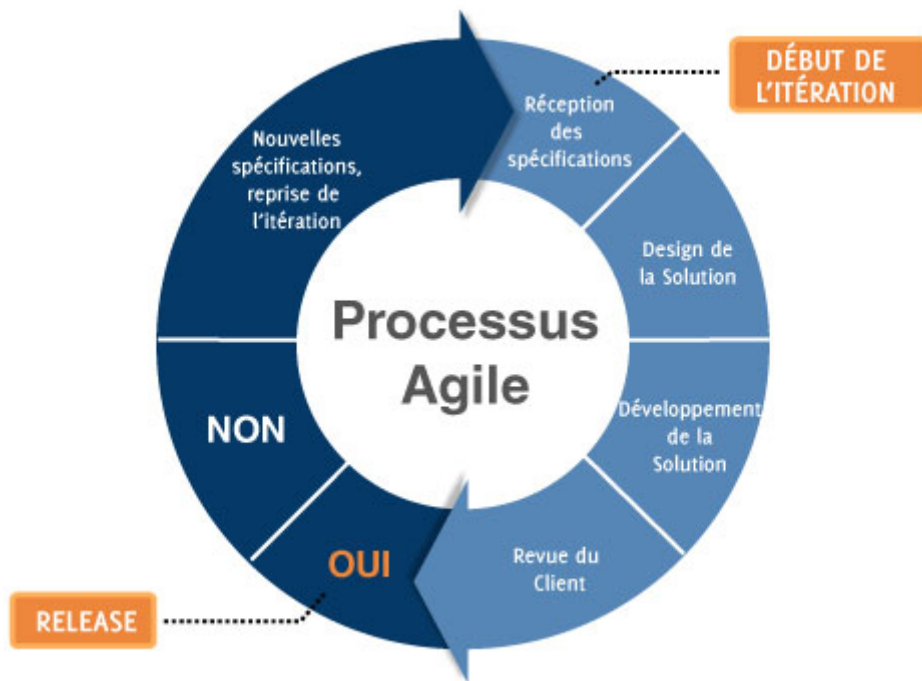 DÉBUT DE
L'ITÉRATION
Réception
des
spécifications
Nouvelles
spécifications,
reprise de
l'itération
Design de
la Solution
Processus
Agile
Développement
de la
Solution
NON
Revue du
Client
OUI
RELEASE